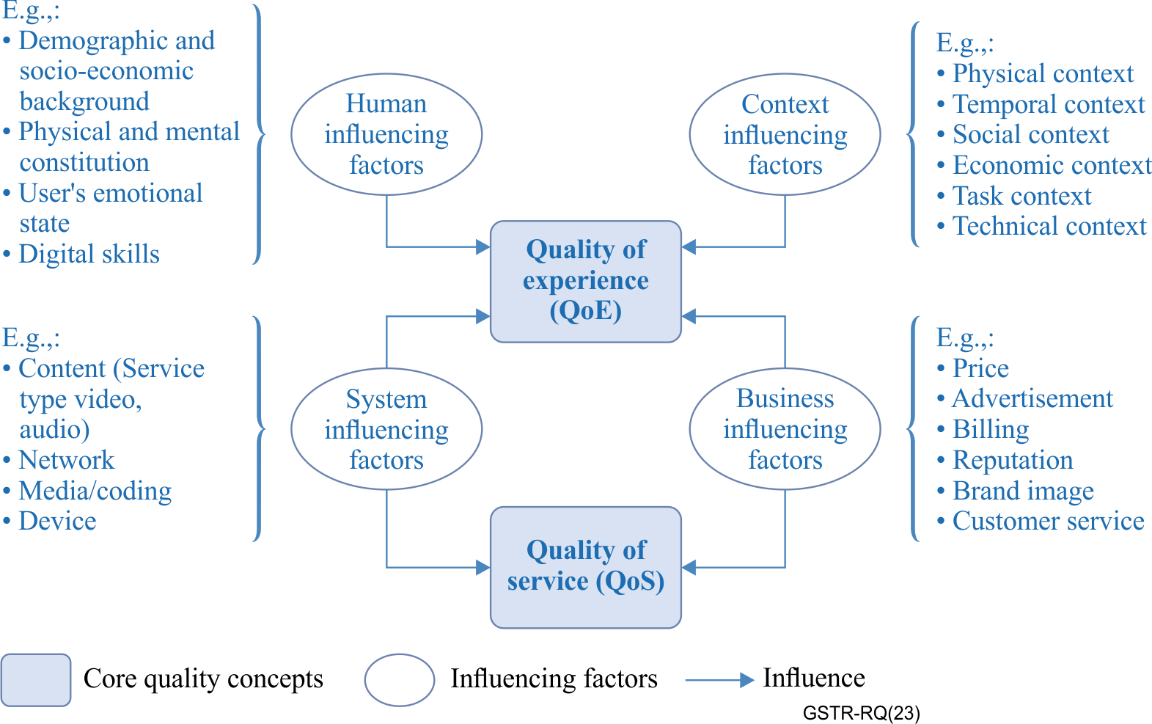 E.g.,:
• Demographic and
socio-economic
background
• Physical and mental
constitution
• User's emotional
state
• Digital skills
Human
influencing
factors
Context
influencing
factors
E.g.,:
• Physical context
• Temporal context
• Social context
• Economic context
• Task context
• Technical context
Quality of
experience
(QoE)
E.g.,:
• Content (Service
type video,
audio)
• Network
• Media/coding
• Device
System
influencing
factors
Business
influencing
factors
E.g.,:
• Price
• Advertisement
• Billing
• Reputation
• Brand image
• Customer service
Quality of
service (QoS)
Core quality concepts
Influencing factors
Influence
GSTR-RQ(23)